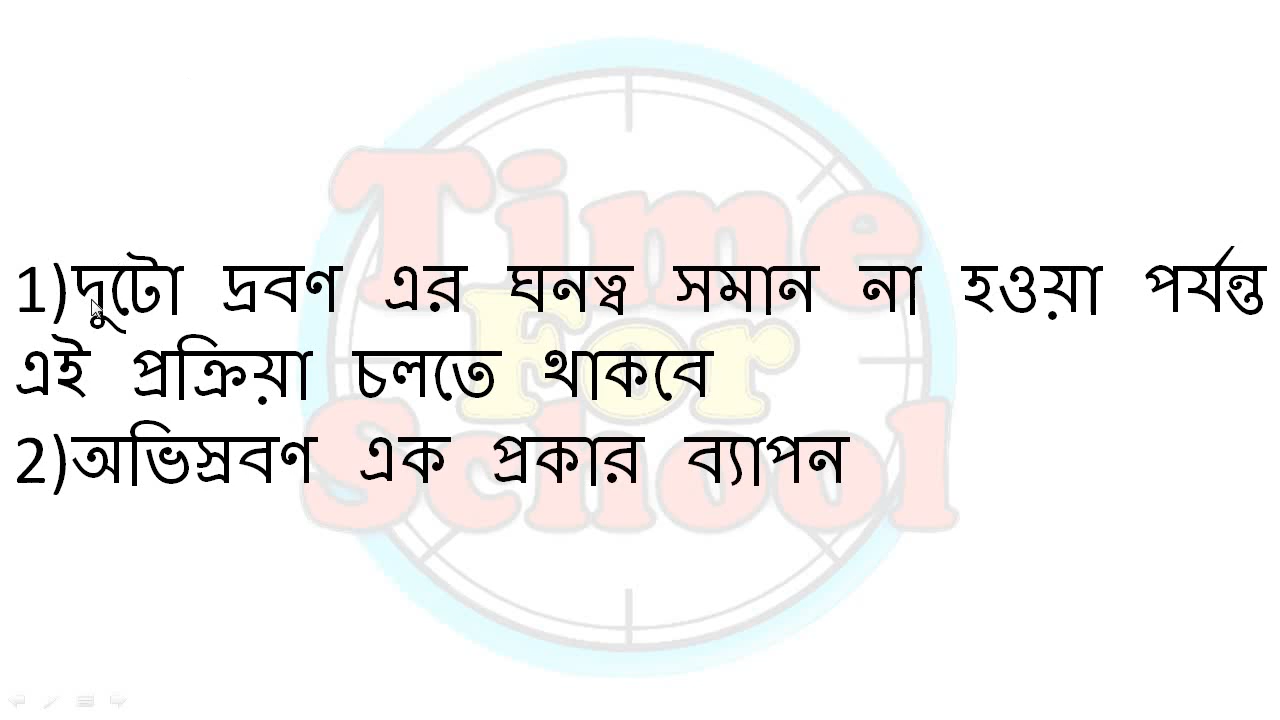 Time
For
School
1)দুটো দ্রবণ এর ঘনত্ব সমান না হওয়া পর্যন্ত
এই প্রক্রিয়া চলতে থাকবে
2)অভিস্রবণ এক প্রকার ব্যাপন